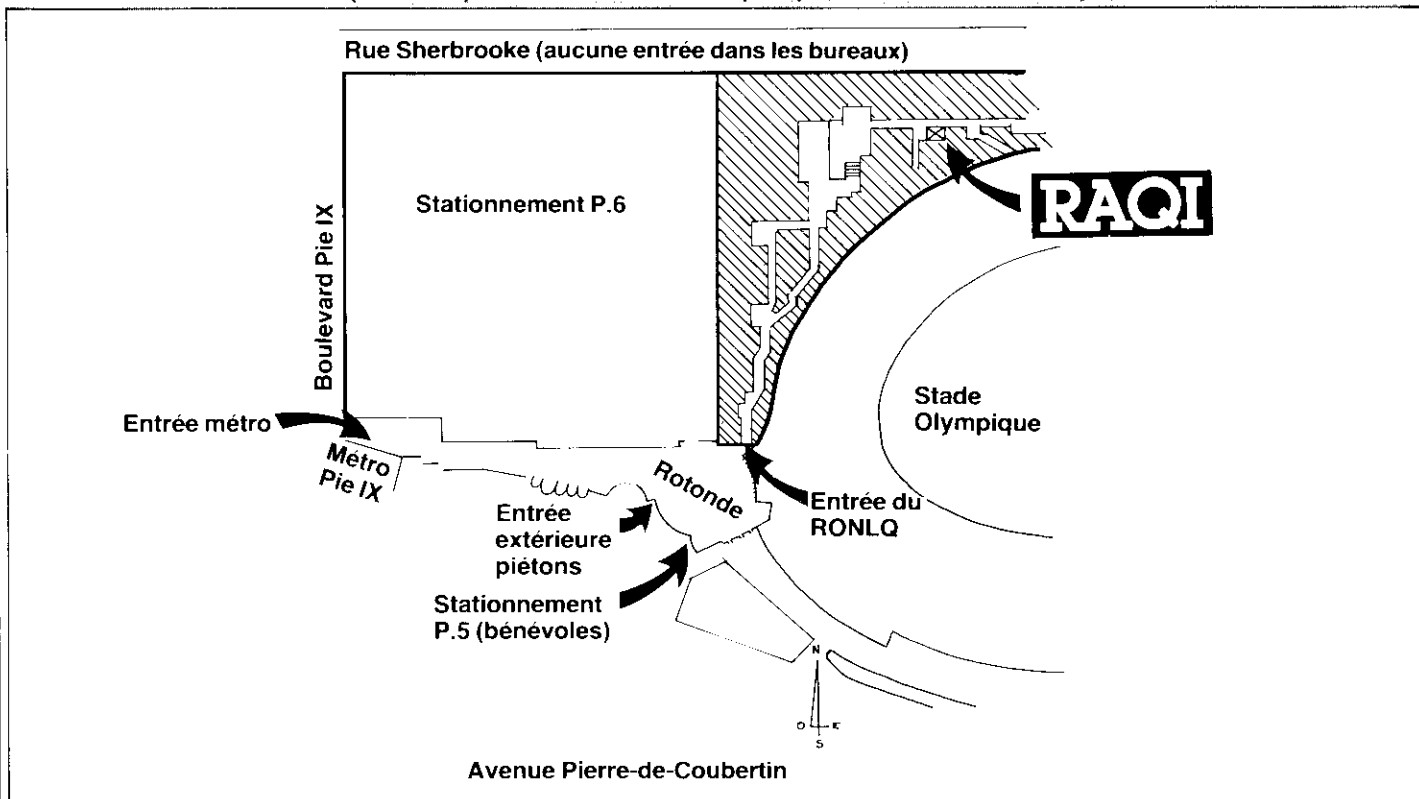 Rue Sherbrooke (aucune entrée dans les bureaux)
Stationnement P.6
RAQI
Boulevard Pie IX
Stade
Olympique
Entrée métro
Métro
Pie IX
Rotonde
Entrée du
RONLQ
Entrée
extérieure
piétons
Stationnement
P.5 (bénévoles)
N
O E
S
Avenue Pierre-de-Coubertin